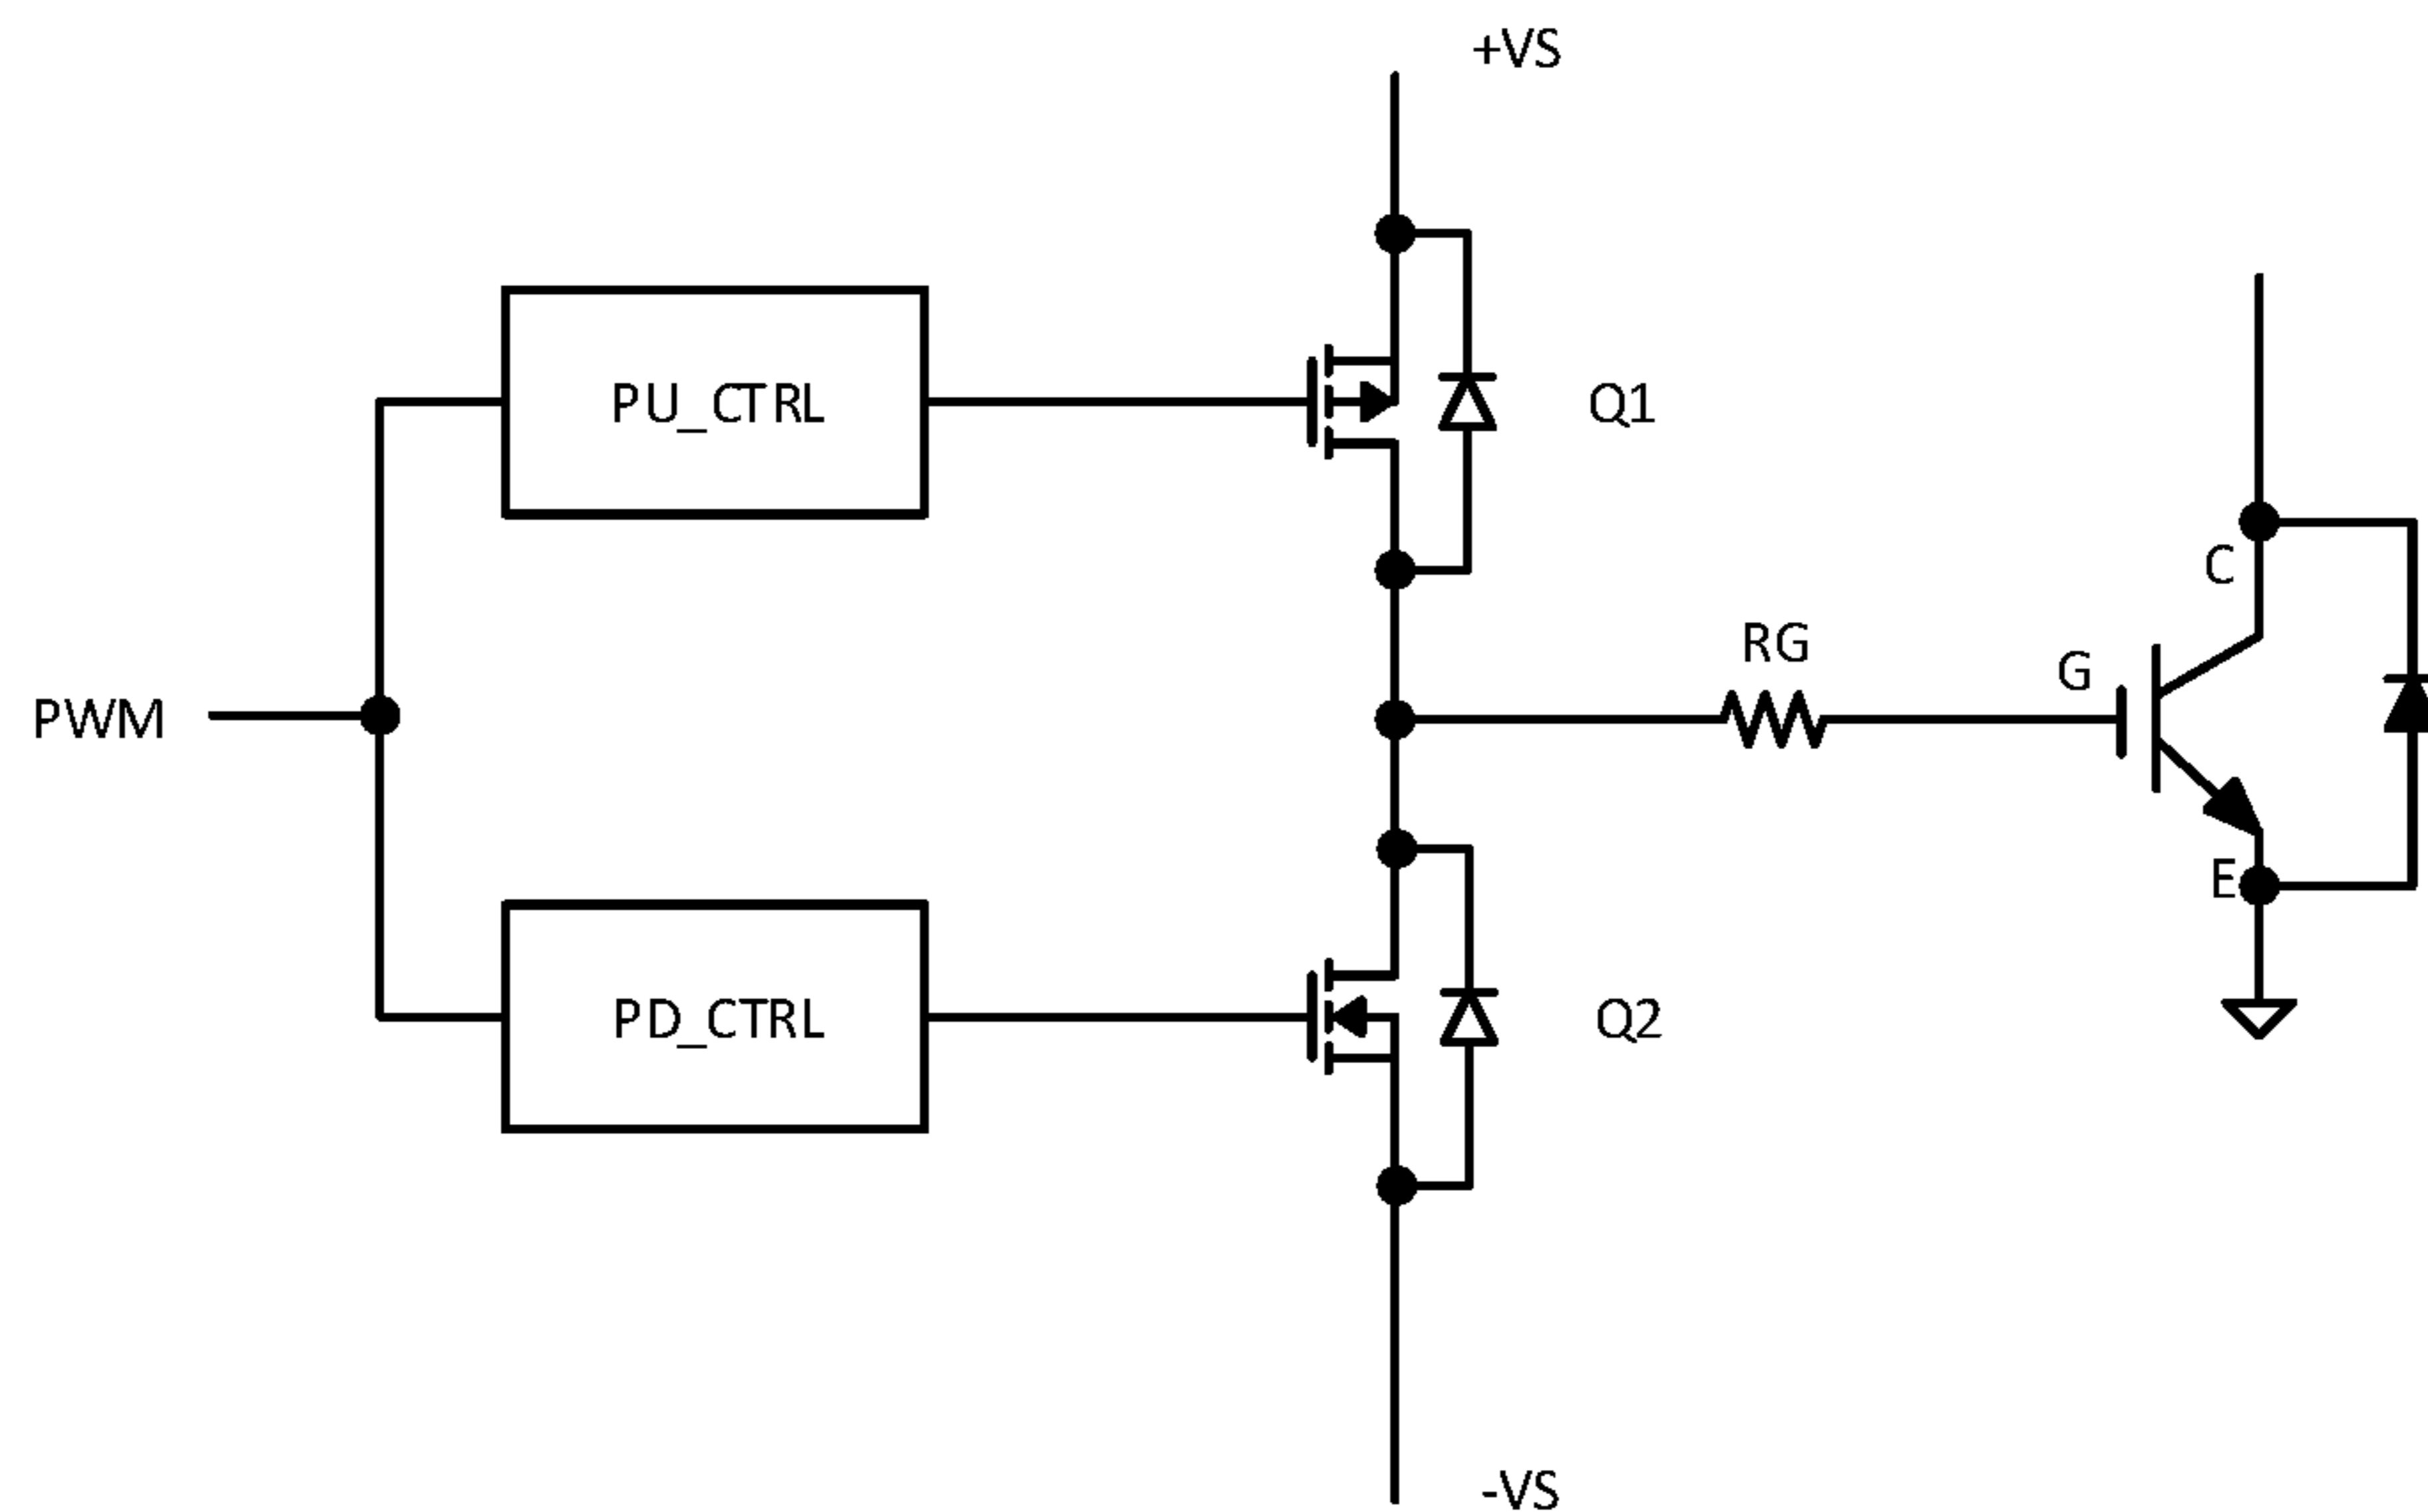 +VS
PU_CTRL
Q1
C
RG
G
PWM
E
PD_CTRL
Q2
-VS